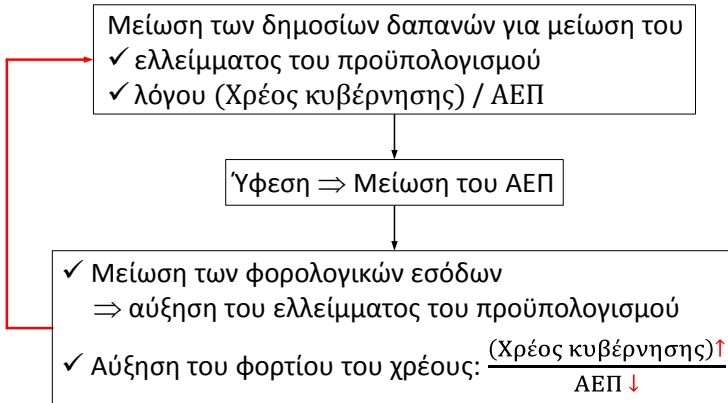 Μείωση των δημοσίων δαπανών για μείωση του
✓ ελλείμματος του προϋπολογισμού
✓ λόγου (Χρέος κυβέρνησης) / ΑΕΠ
Ύφεση ⇒ Μείωση του ΑΕΠ
✓ Μείωση των φορολογικών εσόδων
⇒ αύξηση του ελλείμματος του προϋπολογισμού
✓ Αύξηση του φορτίου του χρέους: (Χρέος κυβέρνησης)↑
ΑΕΠ ↓